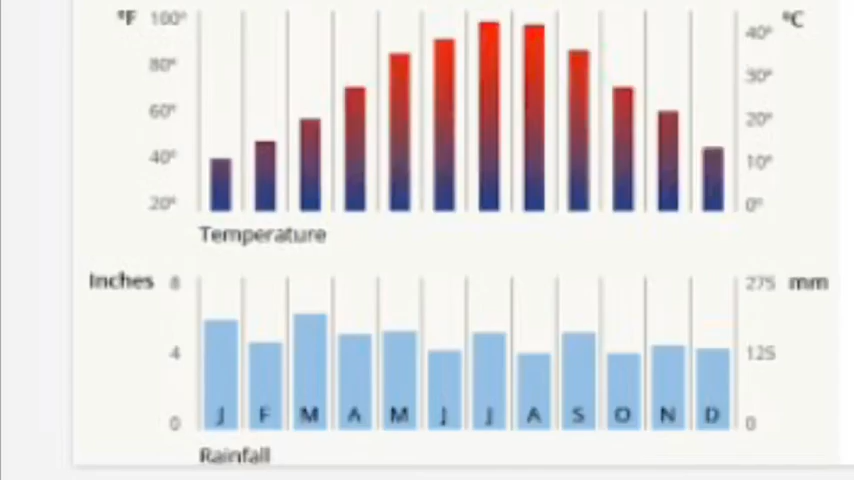 °F 100° 40° °C
80° 30°
60° 20°
40° 10°
20° 0°
Temperature
Inches 8 275 mm
4 125
J F M A M J J A S O N D
0 0
Rainfall